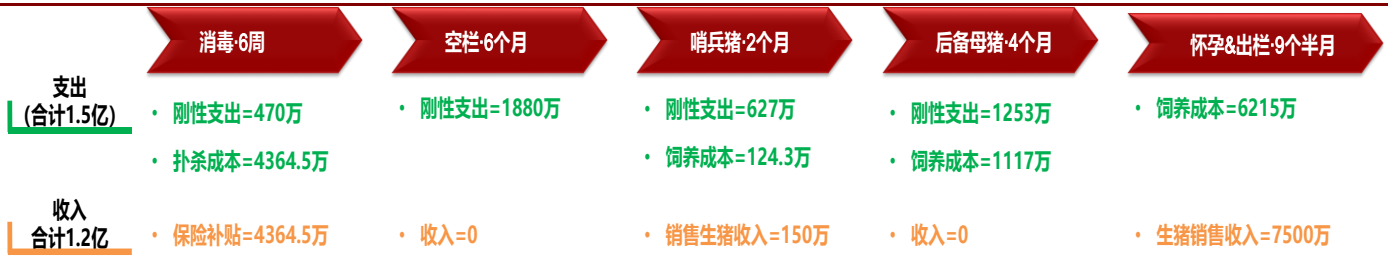 消毒·6周
空栏·6个月
哨兵猪·2个月
后备母猪·4个月
怀孕&出栏·9个半月
支出
(合计1.5亿)
• 刚性支出=470万
• 扑杀成本=4364.5万
• 刚性支出=1880万
• 刚性支出=627万
• 饲养成本=124.3万
• 刚性支出=1253万
• 饲养成本=1117万
• 饲养成本=6215万
收入
合计1.2亿
• 保险补贴=4364.5万
• 收入=0
• 销售生猪收入=150万
• 收入=0
• 生猪销售收入=7500万